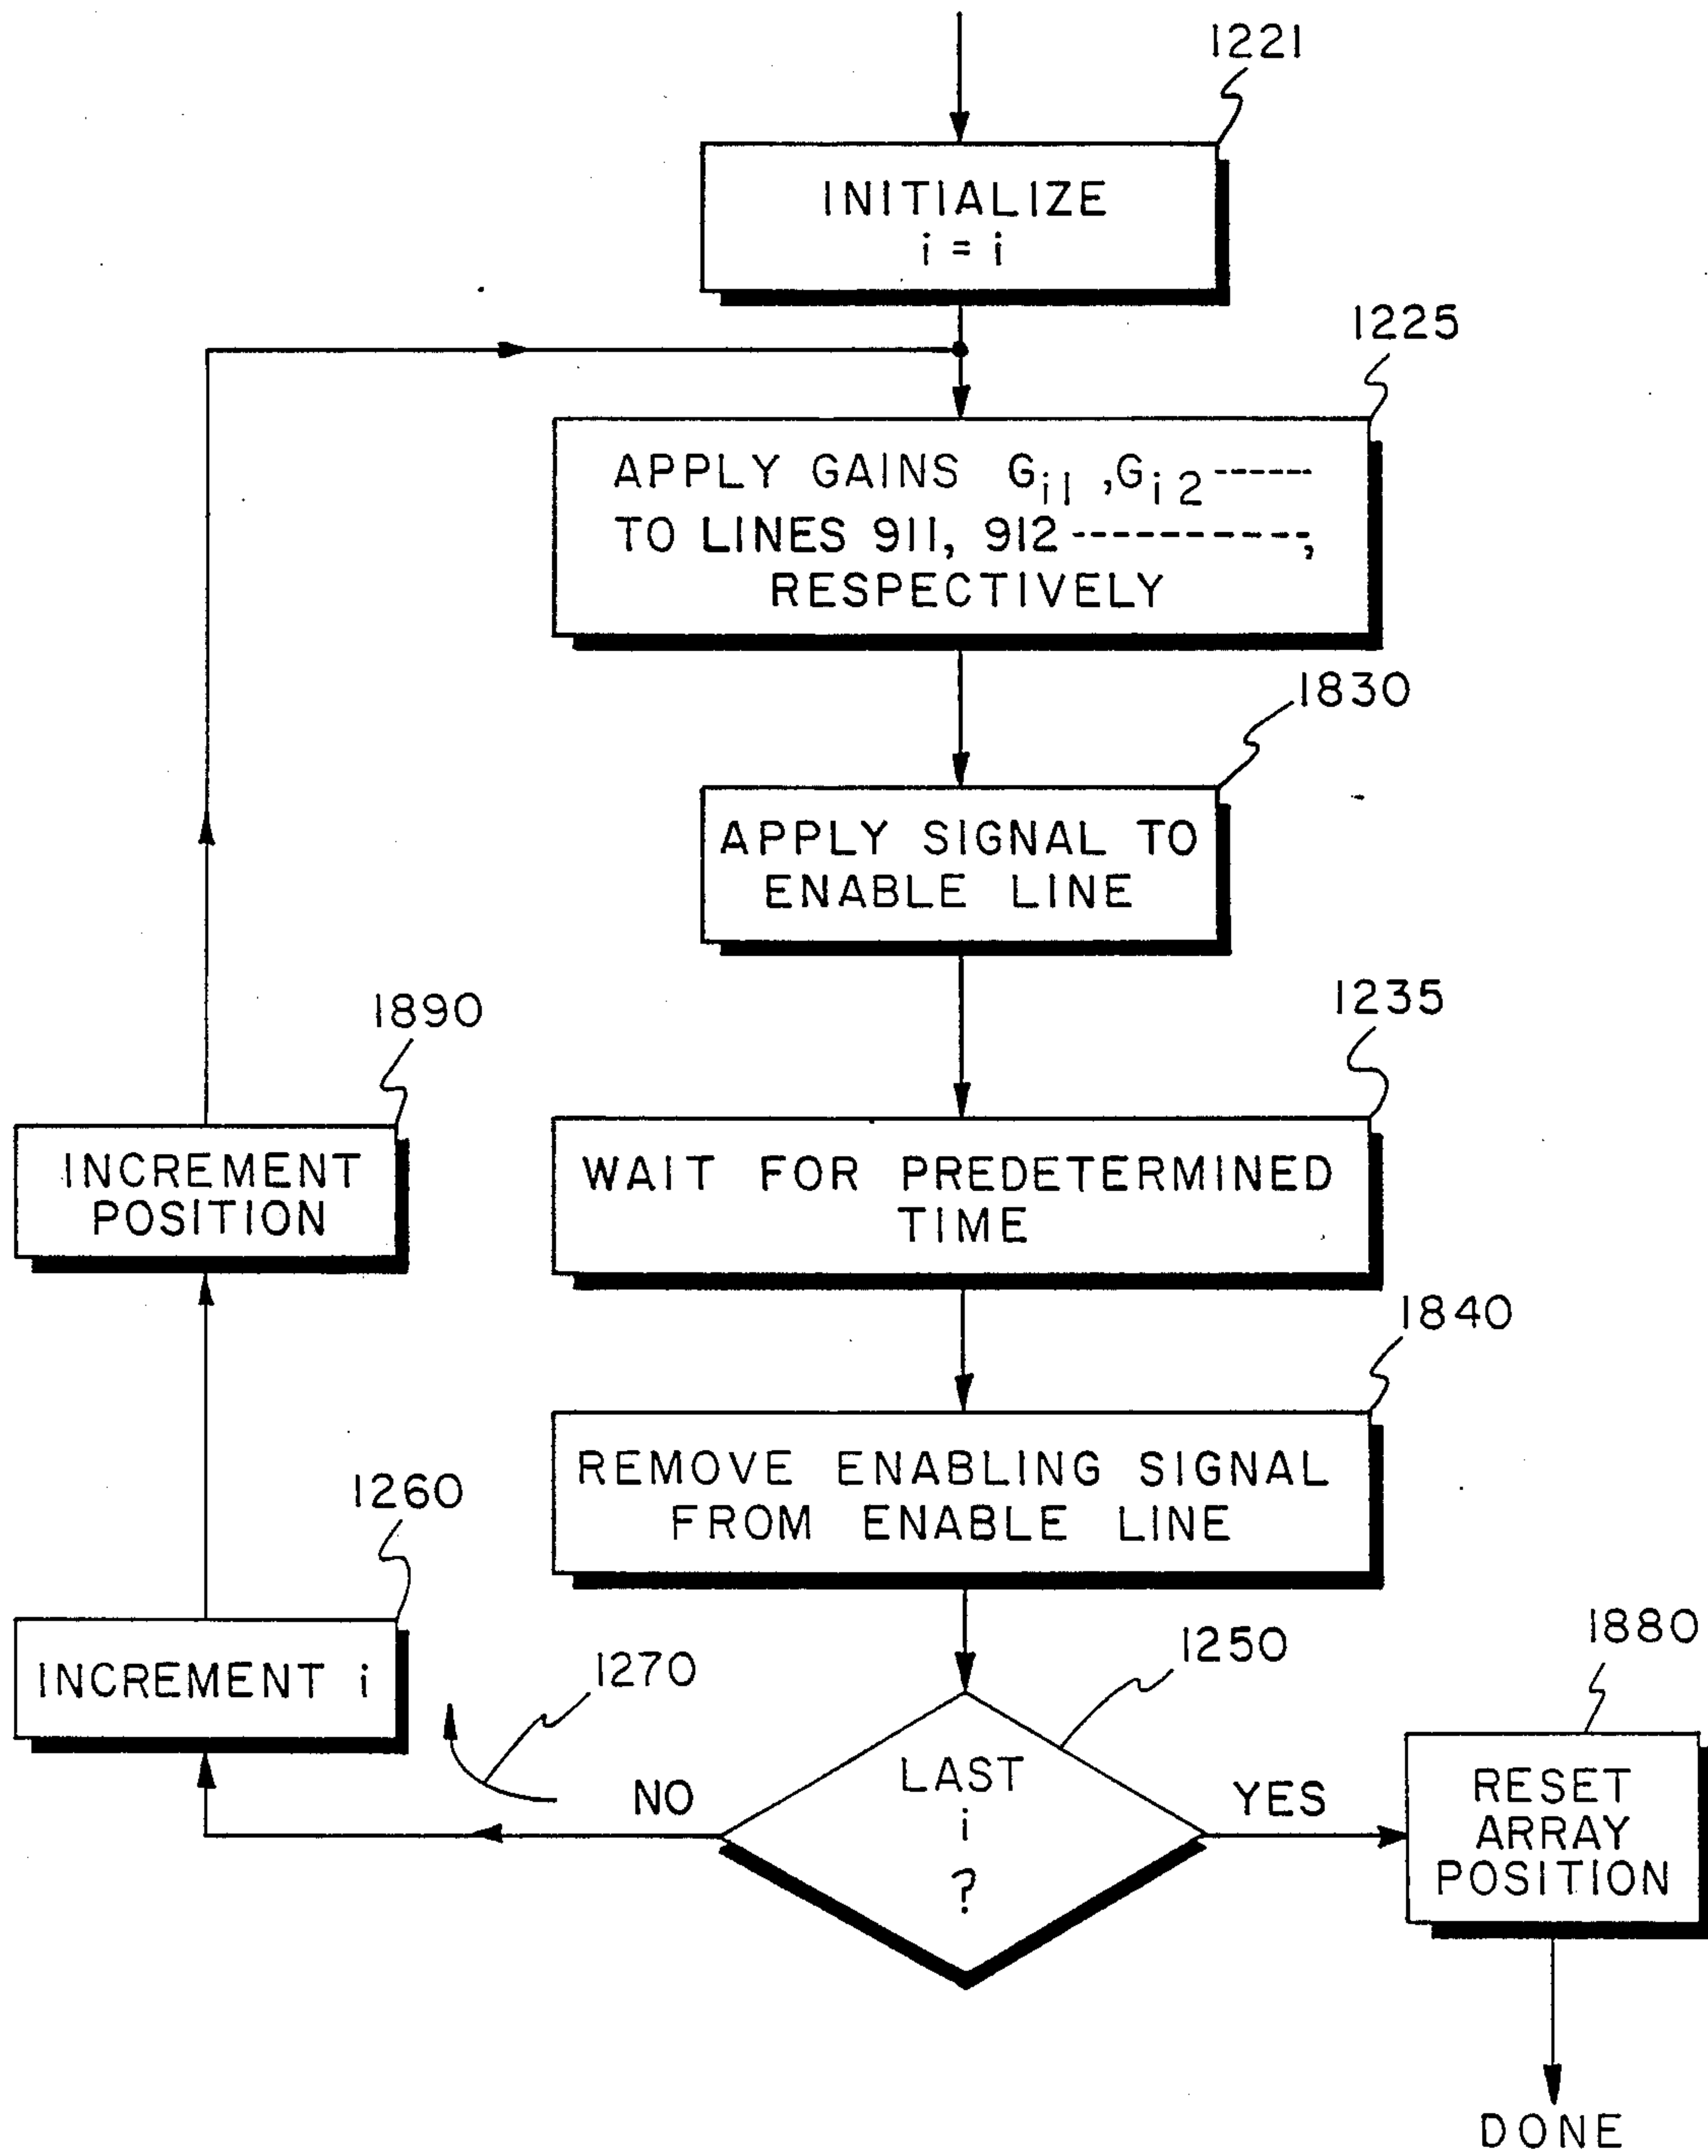 1221
INITIALIZE
i = i
1225
APPLY GAINS Gi1 ,Gi2 -----
TO LINES 911, 912 ----------,
RESPECTIVELY
1830
APPLY SIGNAL TO
ENABLE LINE
1235
WAIT FOR PREDETERMINED
TIME
1840
REMOVE ENABLING SIGNAL
FROM ENABLE LINE
1250
LAST
i
?
NO
1270
1260
INCREMENT i
1890
INCREMENT
POSITION
YES
1880
RESET
ARRAY
POSITION
DONE